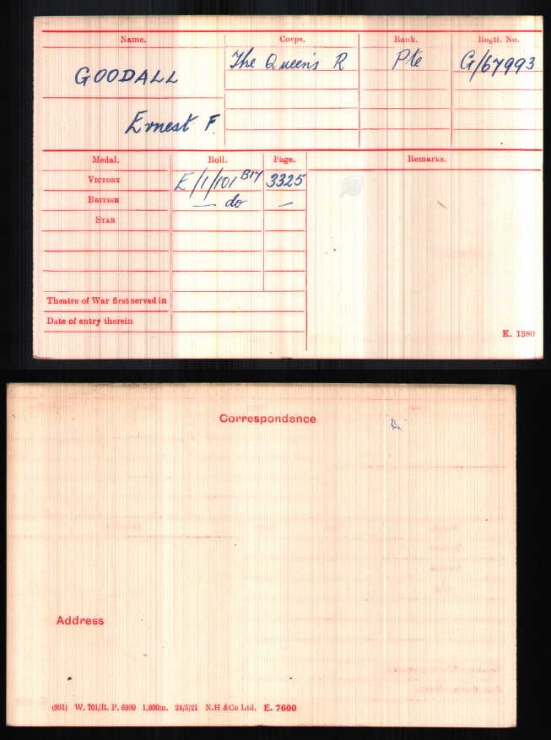 Name. Corps. Rank. Regtl. No.
GOODALL The Queen's R Pte G/67993
Ernest F.
Medal. Roll. Page. Remarks.
VICTORY E/1/101 B17 3325
BRITISH — do —
STAR
Theatre of War first served in
Date of entry therein
K. 1380
Correspondence
Address
(991) W. 701/R. P. 6980 1,000m. 24/5/21 N.H. & Co Ltd. E. 7600